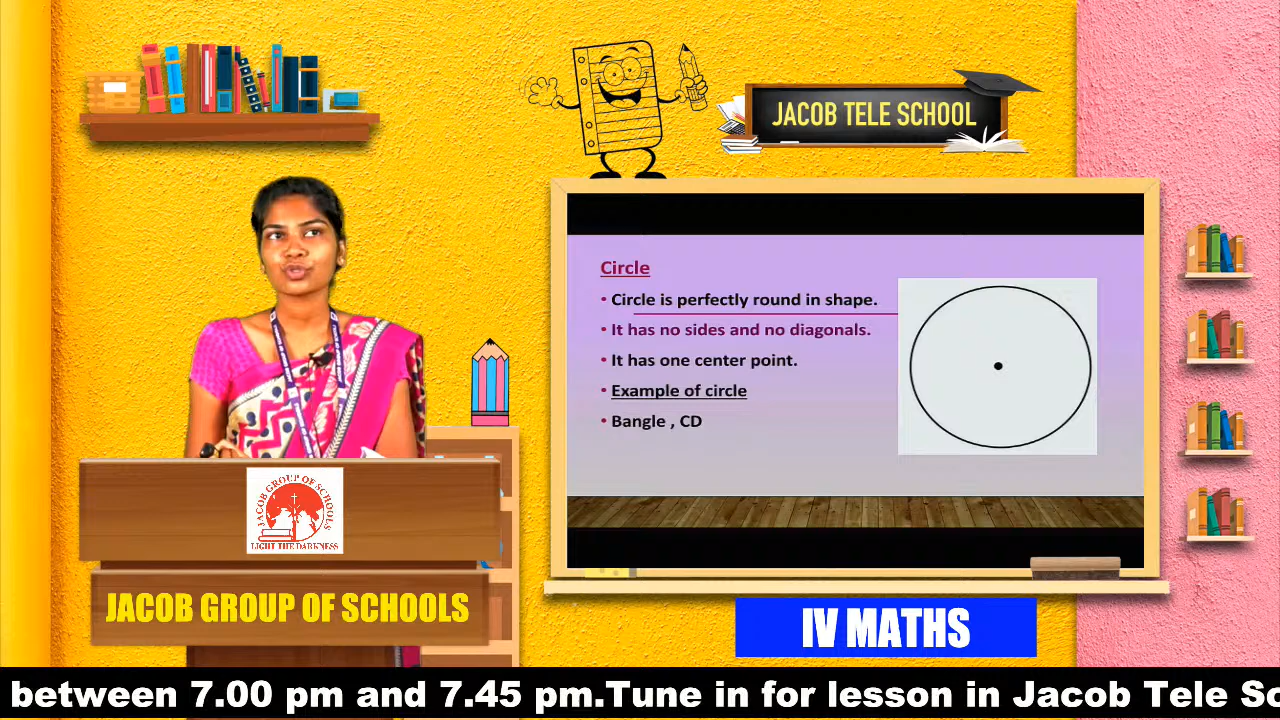 JACOB TELE SCHOOL
Circle
• Circle is perfectly round in shape.
• It has no sides and no diagonals.
• It has one center point.
• Example of circle
• Bangle , CD
JACOB GROUP OF SCHOOLS
LIGHT THE DARKNESS
JACOB GROUP OF SCHOOLS
IV MATHS
between 7.00 pm and 7.45 pm.Tune in for lesson in Jacob Tele Sc